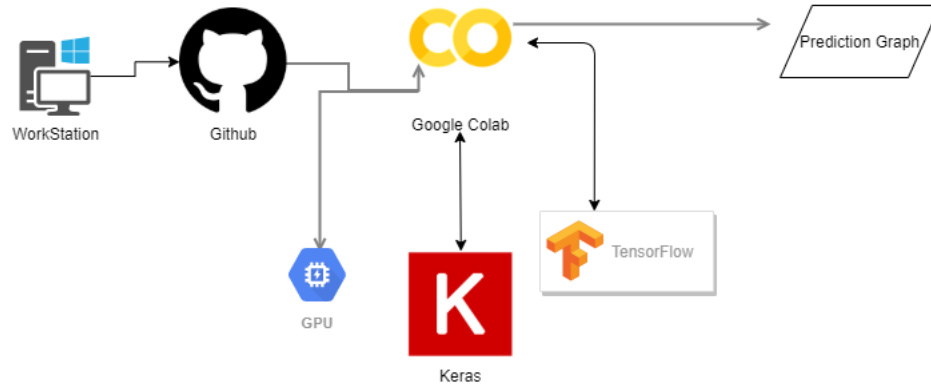 Prediction Graph
WorkStation
Github
Google Colab
TensorFlow
GPU
K
Keras